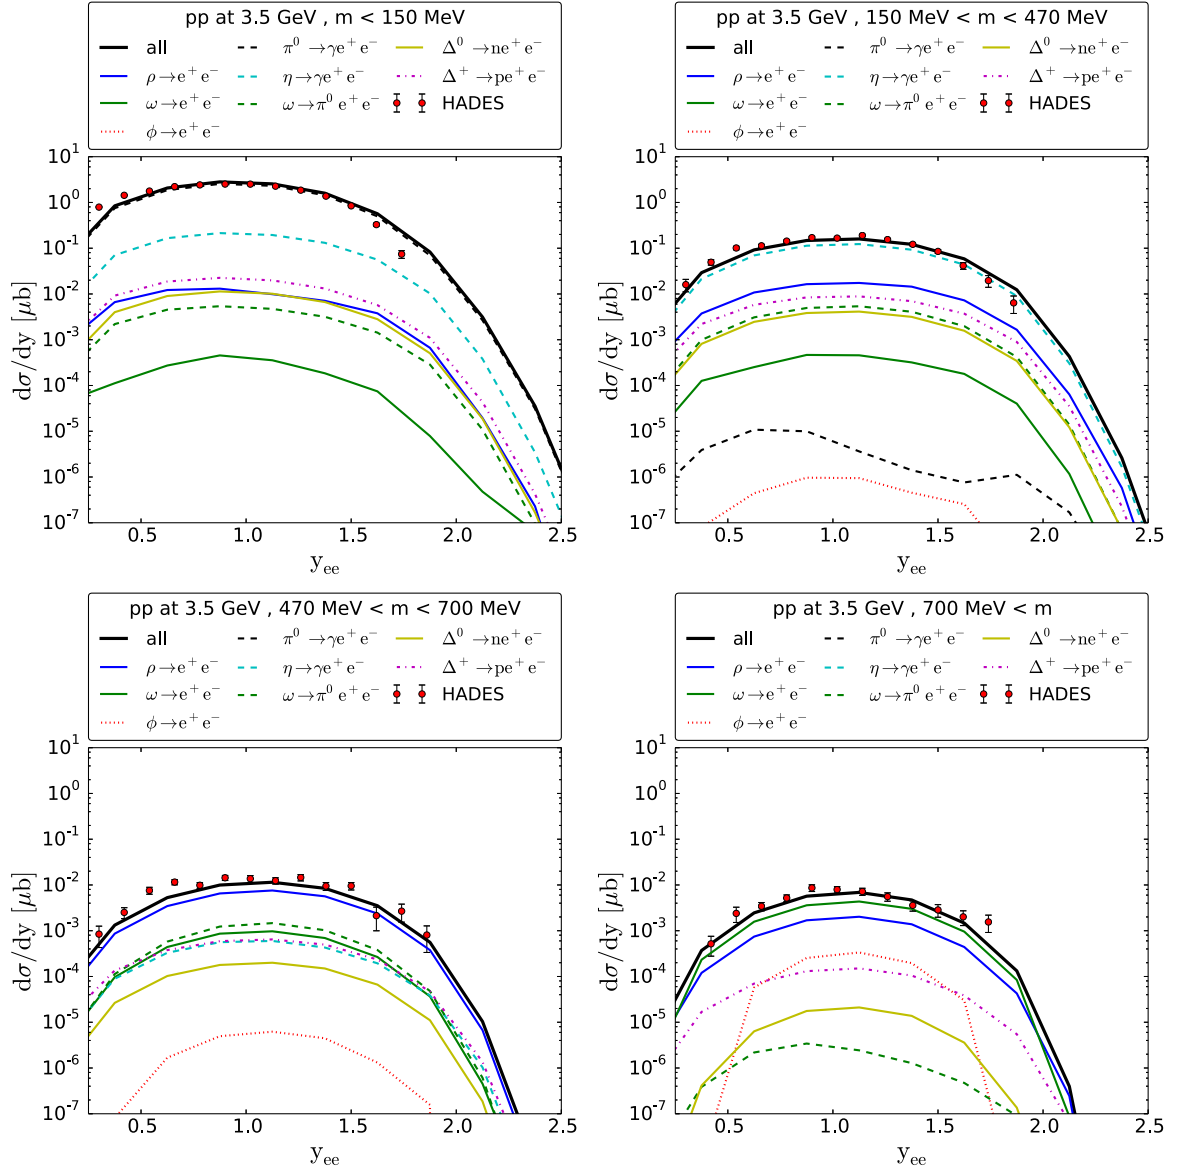 pp at 3.5 GeV , m < 150 MeV
all π⁰ → γe⁺ e⁻ Δ⁰ → ne⁺ e⁻
ρ → e⁺ e⁻ η → γe⁺ e⁻ Δ⁺ → pe⁺ e⁻
ω → e⁺ e⁻ ω → π⁰ e⁺ e⁻ HADES
φ → e⁺ e⁻
10¹
10⁰
10⁻¹
10⁻²
10⁻³
10⁻⁴
10⁻⁵
10⁻⁶
10⁻⁷
dσ/dy [μb]
0.5 1.0 1.5 2.0 2.5
y_ee
pp at 3.5 GeV , 150 MeV < m < 470 MeV
all π⁰ → γe⁺ e⁻ Δ⁰ → ne⁺ e⁻
ρ → e⁺ e⁻ η → γe⁺ e⁻ Δ⁺ → pe⁺ e⁻
ω → e⁺ e⁻ ω → π⁰ e⁺ e⁻ HADES
φ → e⁺ e⁻
10¹
10⁰
10⁻¹
10⁻²
10⁻³
10⁻⁴
10⁻⁵
10⁻⁶
10⁻⁷
dσ/dy [μb]
0.5 1.0 1.5 2.0 2.5
y_ee
pp at 3.5 GeV , 470 MeV < m < 700 MeV
all π⁰ → γe⁺ e⁻ Δ⁰ → ne⁺ e⁻
ρ → e⁺ e⁻ η → γe⁺ e⁻ Δ⁺ → pe⁺ e⁻
ω → e⁺ e⁻ ω → π⁰ e⁺ e⁻ HADES
φ → e⁺ e⁻
10¹
10⁰
10⁻¹
10⁻²
10⁻³
10⁻⁴
10⁻⁵
10⁻⁶
10⁻⁷
dσ/dy [μb]
0.5 1.0 1.5 2.0 2.5
y_ee
pp at 3.5 GeV , 700 MeV < m
all π⁰ → γe⁺ e⁻ Δ⁰ → ne⁺ e⁻
ρ → e⁺ e⁻ η → γe⁺ e⁻ Δ⁺ → pe⁺ e⁻
ω → e⁺ e⁻ ω → π⁰ e⁺ e⁻ HADES
φ → e⁺ e⁻
10¹
10⁰
10⁻¹
10⁻²
10⁻³
10⁻⁴
10⁻⁵
10⁻⁶
10⁻⁷
dσ/dy [μb]
0.5 1.0 1.5 2.0 2.5
y_ee